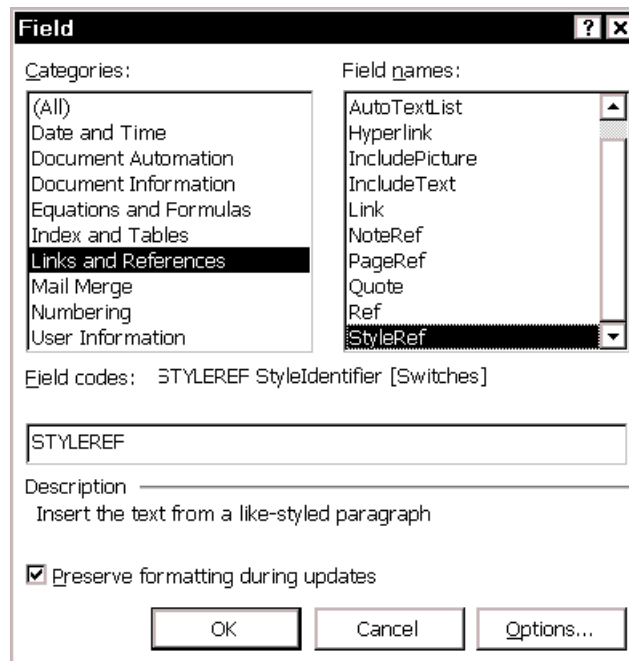 Field
Categories:
(All)
Date and Time
Document Automation
Document Information
Equations and Formulas
Index and Tables
Links and References
Mail Merge
Numbering
User Information
Field names:
AutoTextList
Hyperlink
IncludePicture
IncludeText
Link
NoteRef
PageRef
Quote
Ref
StyleRef
Field codes: STYLEREF StyleIdentifier [Switches]
STYLEREF
Description
Insert the text from a like-styled paragraph
Preserve formatting during updates
OK Cancel Options...